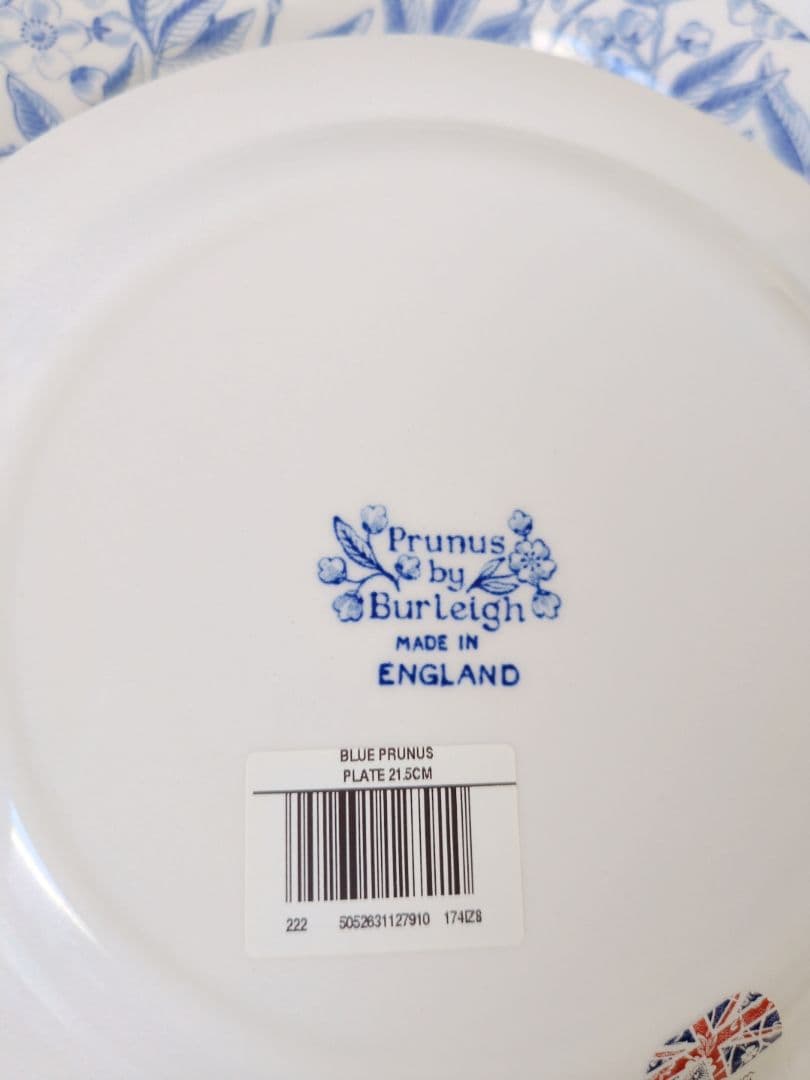 Prunus
by
Burleigh
MADE IN
ENGLAND
BLUE PRUNUS
PLATE 21.5CM
222 5052631127910 174IZ8